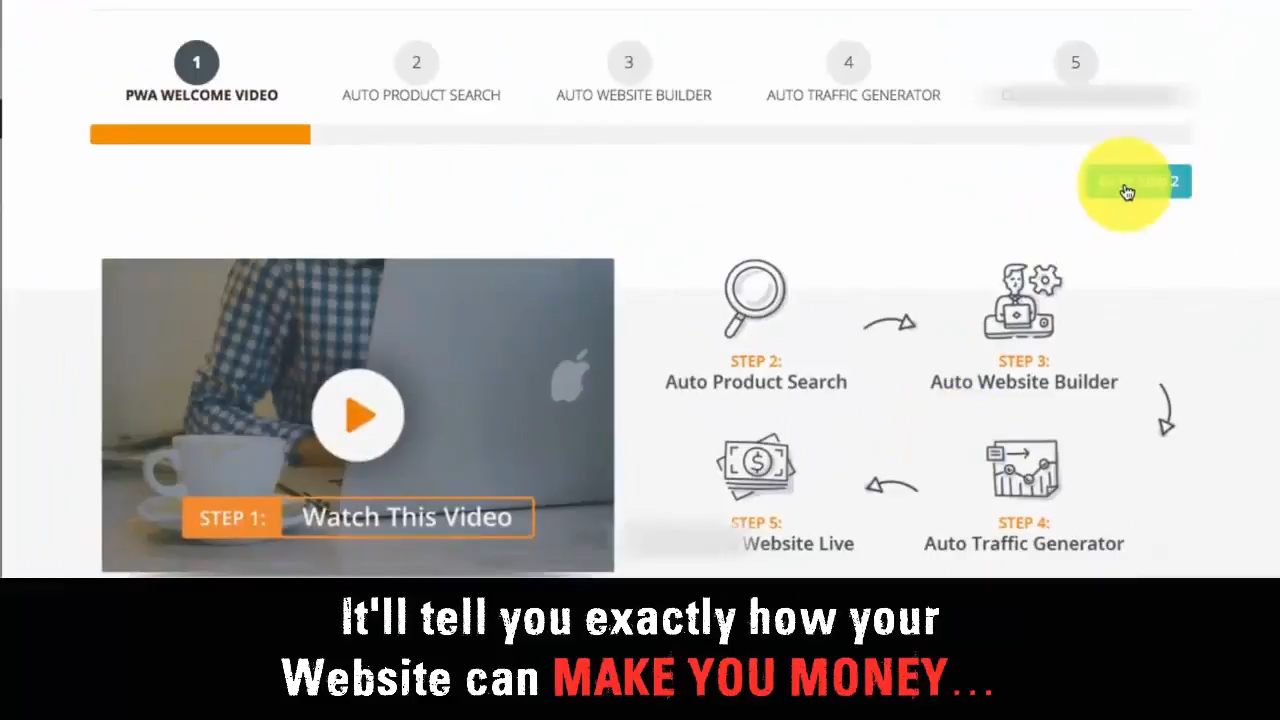 1
2
3
4
5
PWA WELCOME VIDEO
AUTO PRODUCT SEARCH
AUTO WEBSITE BUILDER
AUTO TRAFFIC GENERATOR
2
STEP 2:
Auto Product Search
STEP 3:
Auto Website Builder
STEP 1:
Watch This Video
STEP 5:
Website Live
STEP 4:
Auto Traffic Generator
It'll tell you exactly how your
Website can MAKE YOU MONEY...